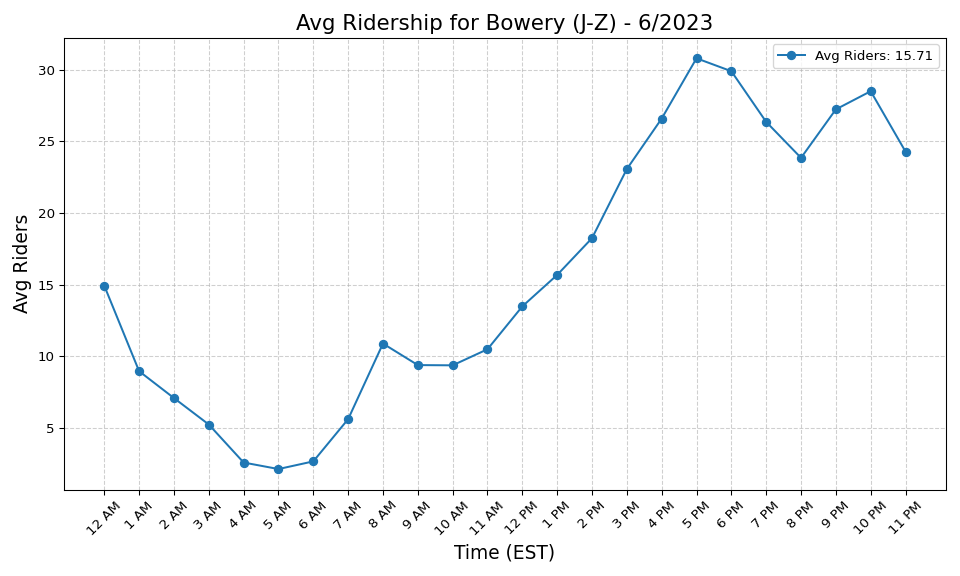 Avg Ridership for Bowery (J-Z) - 6/2023
Avg Riders: 15.71
Avg Riders
30
25
20
15
10
5
12 AM
1 AM
2 AM
3 AM
4 AM
5 AM
6 AM
7 AM
8 AM
9 AM
10 AM
11 AM
12 PM
1 PM
2 PM
3 PM
4 PM
5 PM
6 PM
7 PM
8 PM
9 PM
10 PM
11 PM
Time (EST)